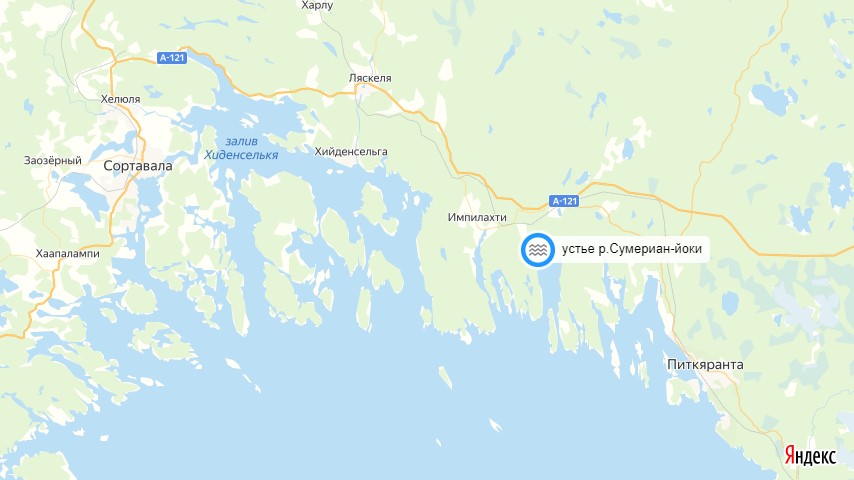 Харлу
А-121
Ляскеля
Хелюля
залив
Хиденселькя
Хийденсельга
Заозёрный
Сортавала
А-121
Импилахти
устье р.Сумериан-йоки
Хаапалампи
Питкяранта
Яндекс